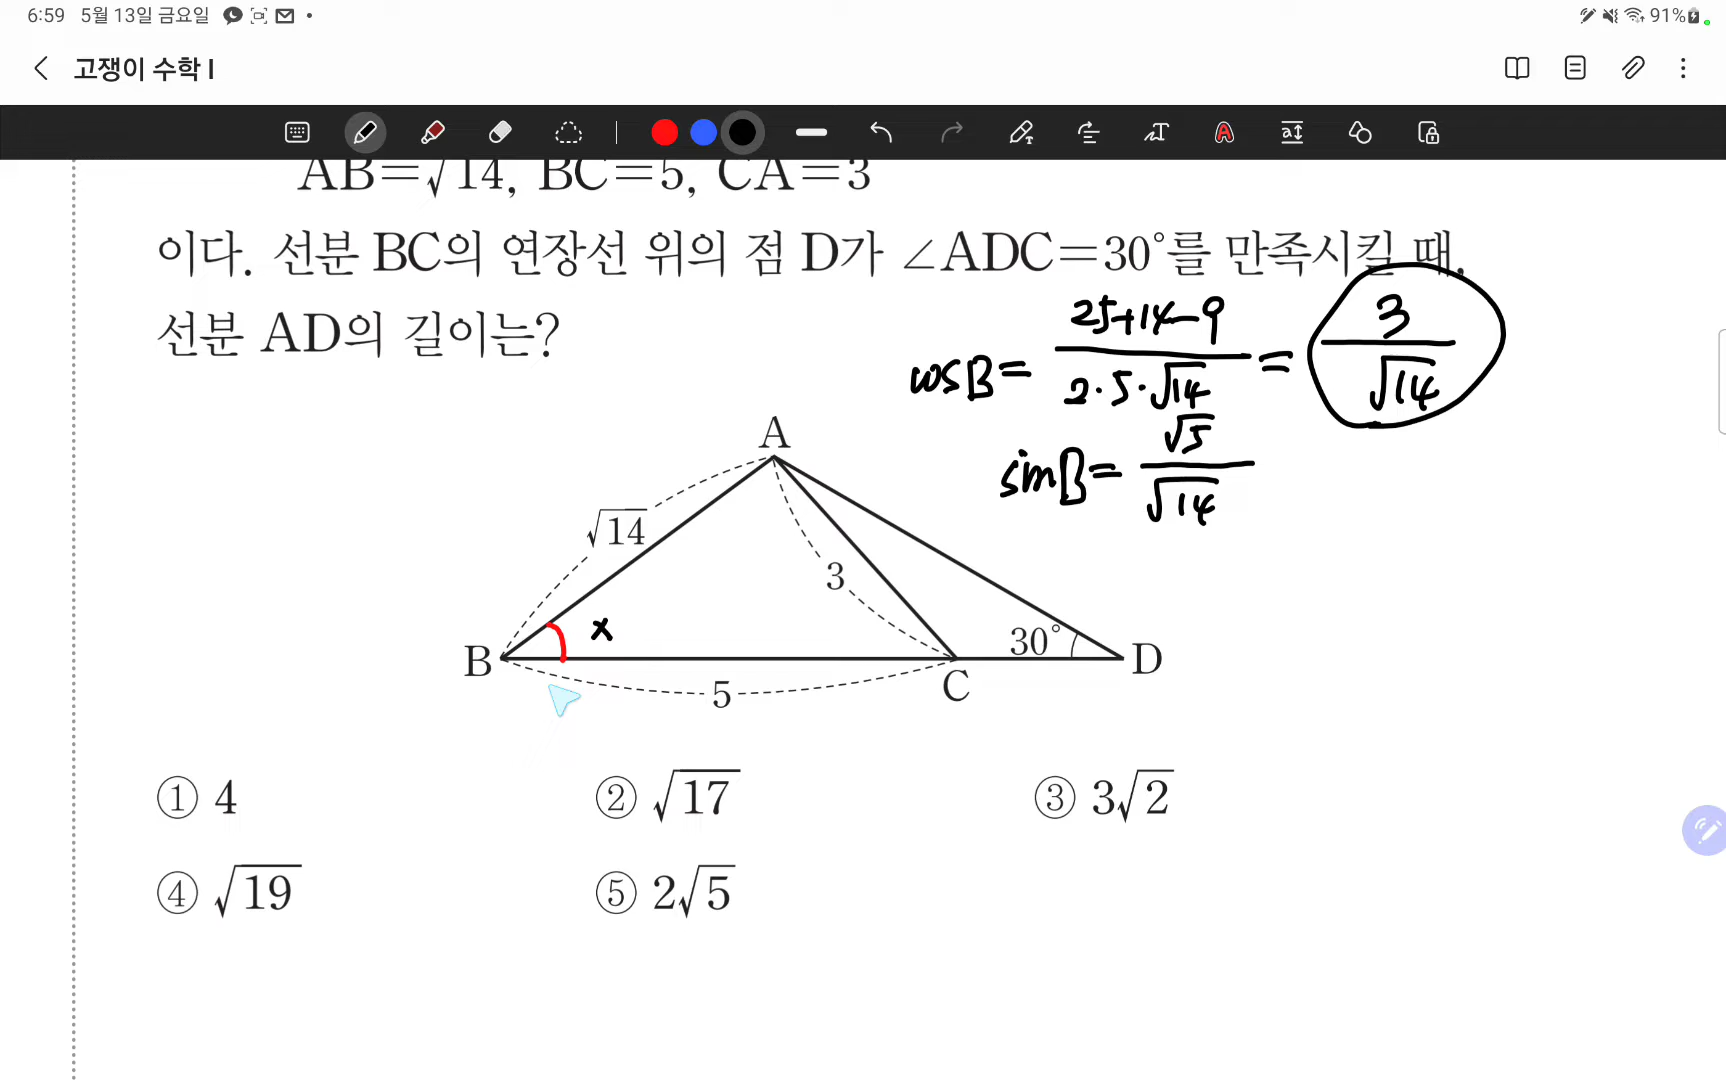 6:59 5월 13일 금요일 91%
고쟁이 수학 I
AB=√14, BC=5, CA=3
이다. 선분 BC의 연장선 위의 점 D가 ∠ADC=30°를 만족시킬 때,
선분 AD의 길이는?
cosB = (25+14-9)/(2·5·√14) = 3/√14
sinB = √5/√14
A
√14
3
x
30°
B
C
D
5
① 4 ② √17 ③ 3√2
④ √19 ⑤ 2√5